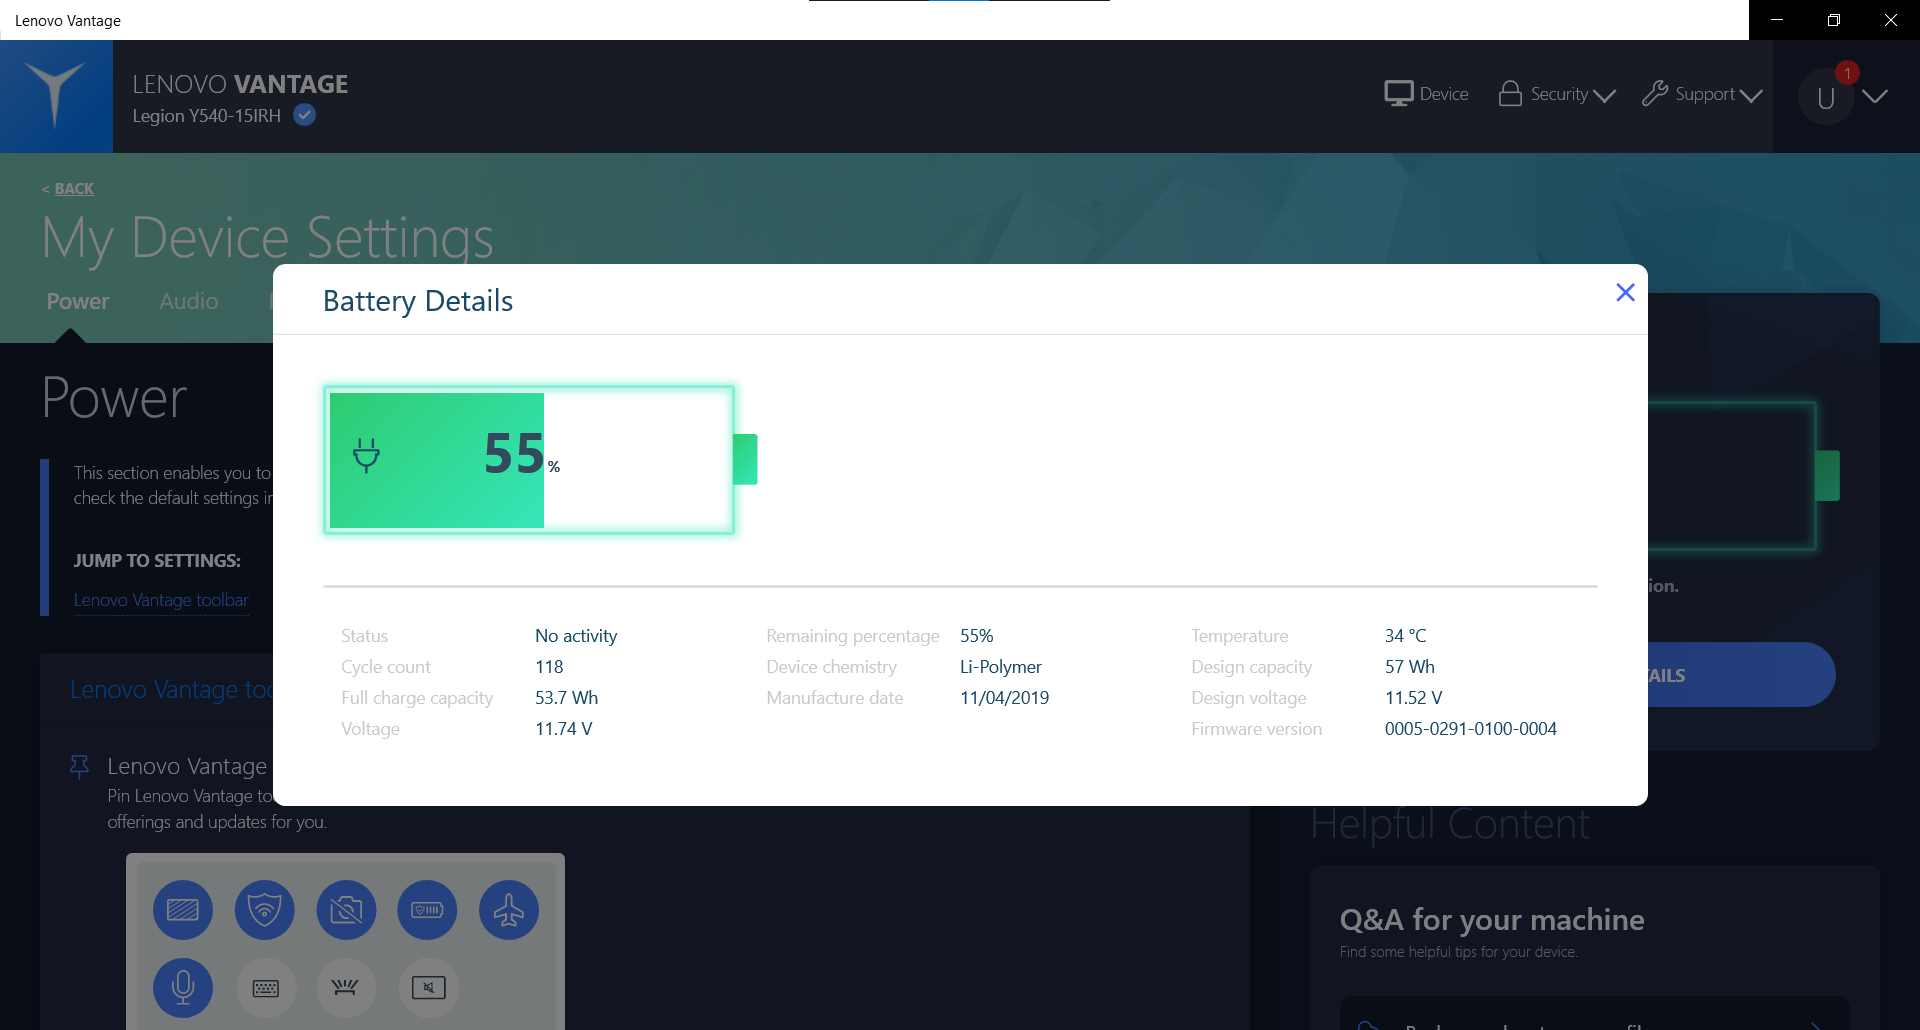 Lenovo Vantage
LENOVO VANTAGE
Legion Y540-15IRH
Device
Security
Support
U
1
< BACK
My Device Settings
Power
Audio
Power
This section enables you to
check the default settings
JUMP TO SETTINGS:
Lenovo Vantage toolbar
Battery Details
55%
Status No activity
Cycle count 118
Full charge capacity 53.7 Wh
Voltage 11.74 V
Remaining percentage 55%
Device chemistry Li-Polymer
Manufacture date 11/04/2019
Temperature 34 °C
Design capacity 57 Wh
Design voltage 11.52 V
Firmware version 0005-0291-0100-0004
Lenovo Vantage
Lenovo Vantage
Pin Lenovo Vantage
offerings and updates for you.
Helpful Content
Q&A for your machine
Find some helpful tips for your device.